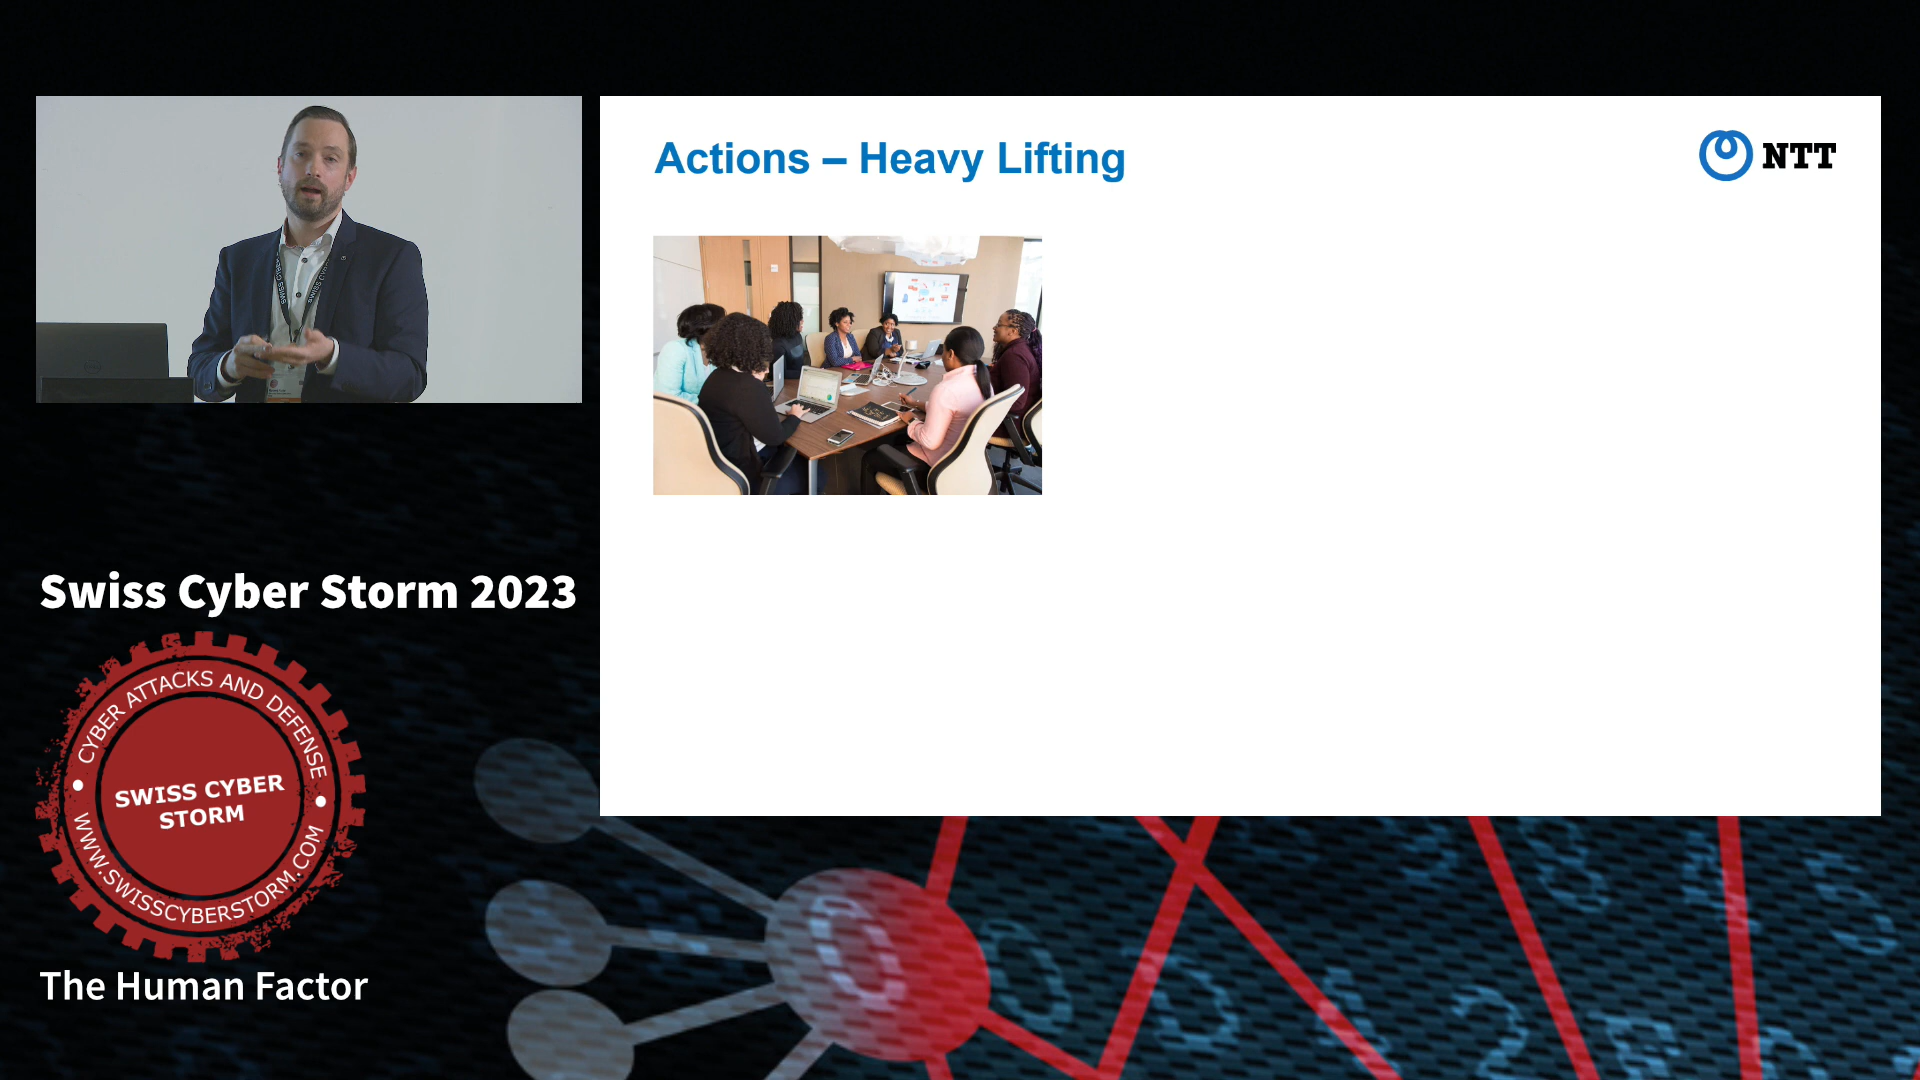 Actions – Heavy Lifting
NTT
Swiss Cyber Storm 2023
CYBER ATTACKS AND DEFENSE
SWISS CYBER
STORM
WWW.SWISSCYBERSTORM.COM
The Human Factor